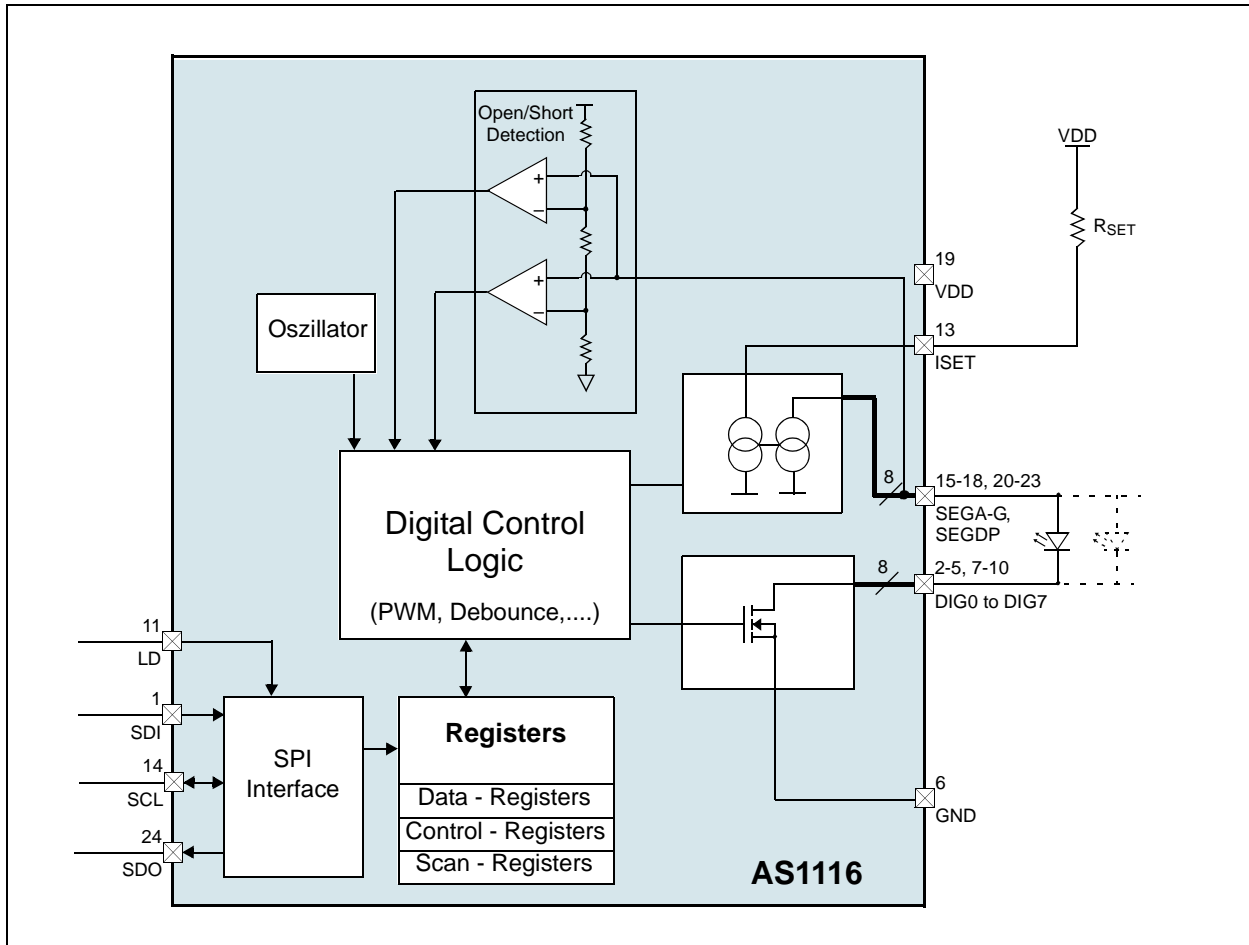 Open/Short
Detection
+
–
+
–
VDD
RSET
19
VDD
13
ISET
Oszillator
Digital Control
Logic
(PWM, Debounce,....)
8
15-18, 20-23
SEGA-G,
SEGDP
8
2-5, 7-10
DIG0 to DIG7
11
LD
1
SDI
14
SCL
24
SDO
SPI
Interface
Registers
Data - Registers
Control - Registers
Scan - Registers
6
GND
AS1116